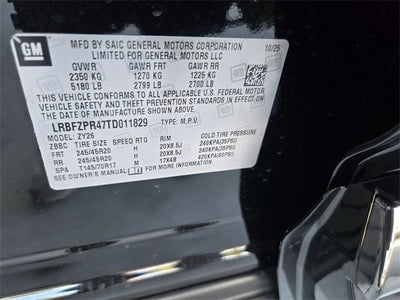 GM
MFD BY SAIC GENERAL MOTORS CORPORATION 10/25
LIMITED FOR GENERAL MOTORS LLC
GVWR GAWR FRT GAWR RR
2350 KG 1270 KG 1225 KG
5180 LB 2799 LB 2700 LB
THIS VEHICLE CONFORMS TO ALL APPLICABLE U.S. FEDERAL MOTOR
VEHICLE SAFETY AND THEFT PREVENTION STANDARDS IN EFFECT ON
THE DATE OF MANUFACTURE SHOWN ABOVE.
LRBFZPR47TD011829 TYPE: M.P.V
MODEL: ZY26
ZBBC TIRE SIZE SPEED RTG RIM COLD TIRE PRESSURE
FRT 245/45R20 H 20X8.5J 240KPA(35PSI)
RR 245/45R20 H 20X8.5J 240KPA(35PSI)
SPA T145/70R17 M 17X4B 420KPA(60PSI)
SEE OWNER'S MANUAL FOR ADDITIONAL INFORMATION